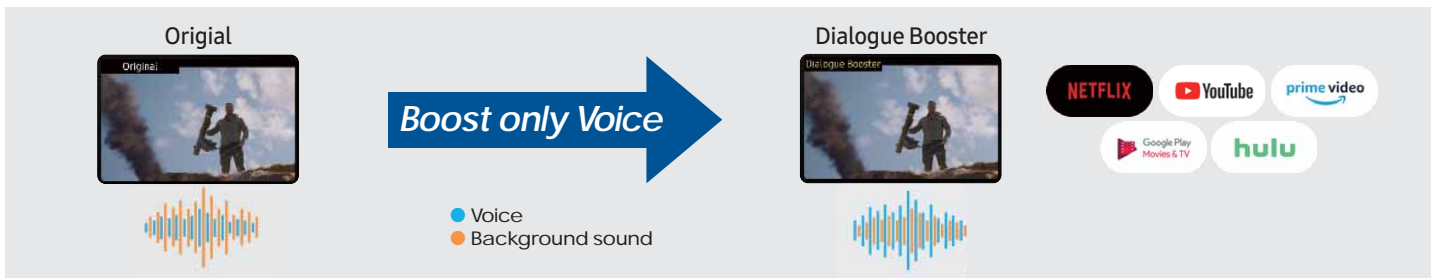 Origial
Original
Boost only Voice
Voice
Background sound
Dialogue Booster
Dialogue Booster
NETFLIX
YouTube
prime video
Google Play
Movies & TV
hulu